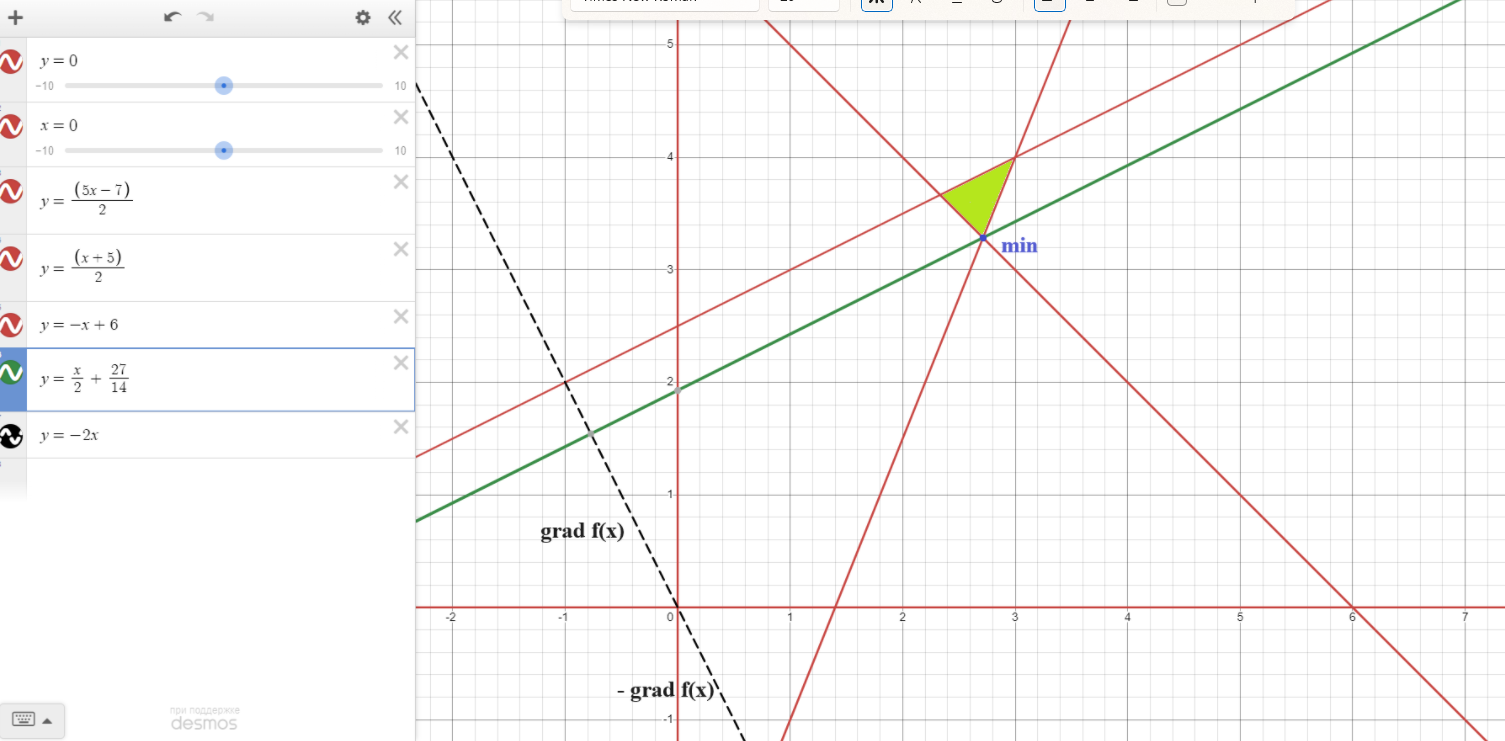 y = 0
-10 10
x = 0
-10 10
y = (5x − 7)/2
y = (x + 5)/2
y = −x + 6
y = x/2 + 27/14
y = −2x
при поддержке
desmos
5
4
3
2
1
-1
-2 -1 0 1 2 3 4 5 6 7
min
grad f(x)
- grad f(x)